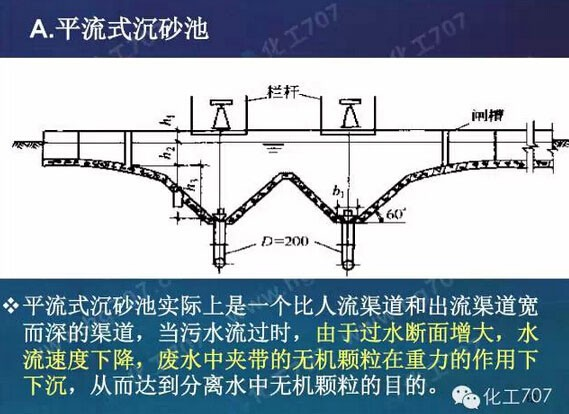 A.平流式沉砂池
化工707
栏杆
闸槽
h₁
h₂
h₃
b₁
60°
D=200
❖平流式沉砂池实际上是一个比人流渠道和出流渠道宽
而深的渠道，当污水流过时，由于过水断面增大，水
流速度下降，废水中夹带的无机颗粒在重力的作用下
下沉，从而达到分离水中无机颗粒的目的。
化工707